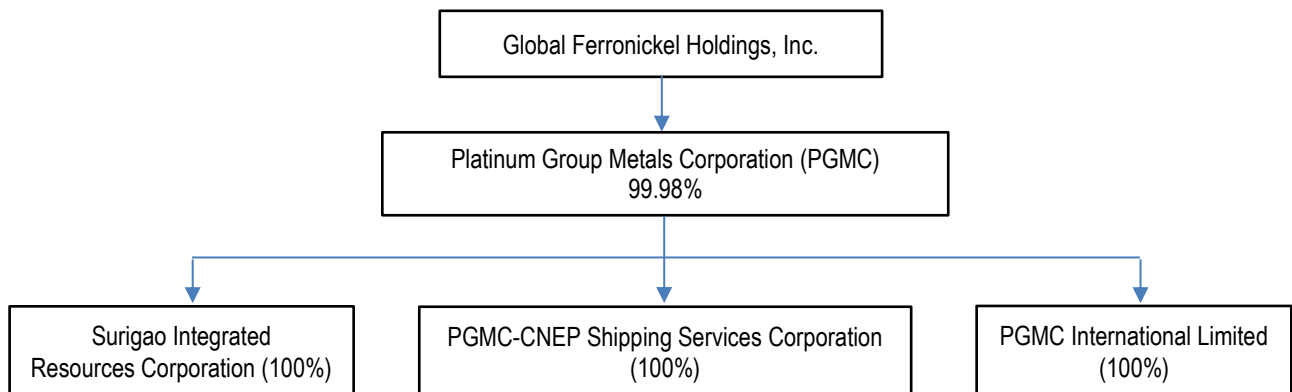 Global Ferronickel Holdings, Inc.
Platinum Group Metals Corporation (PGMC)
99.98%
Surigao Integrated
Resources Corporation (100%)
PGMC-CNEP Shipping Services Corporation
(100%)
PGMC International Limited
(100%)